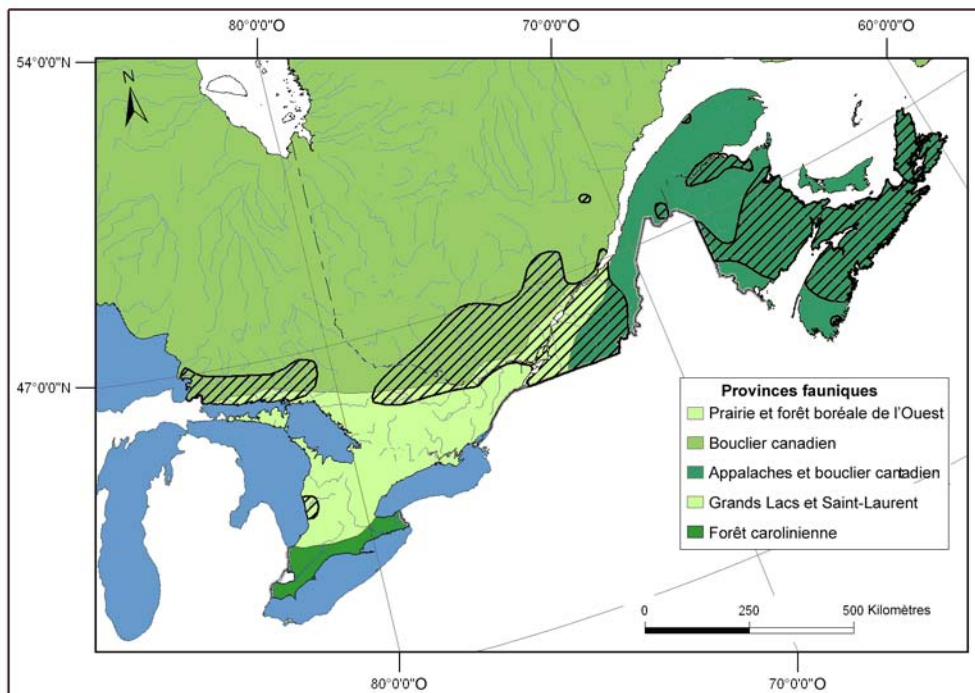 80°0'0"O 70°0'0"O 60°0'0"O
54°0'0"N
N
47°0'0"N
Provinces fauniques
Prairie et forêt boréale de l'Ouest
Bouclier canadien
Appalaches et bouclier canadien
Grands Lacs et Saint-Laurent
Forêt carolinienne
0 250 500 Kilomètres
80°0'0"O 70°0'0"O